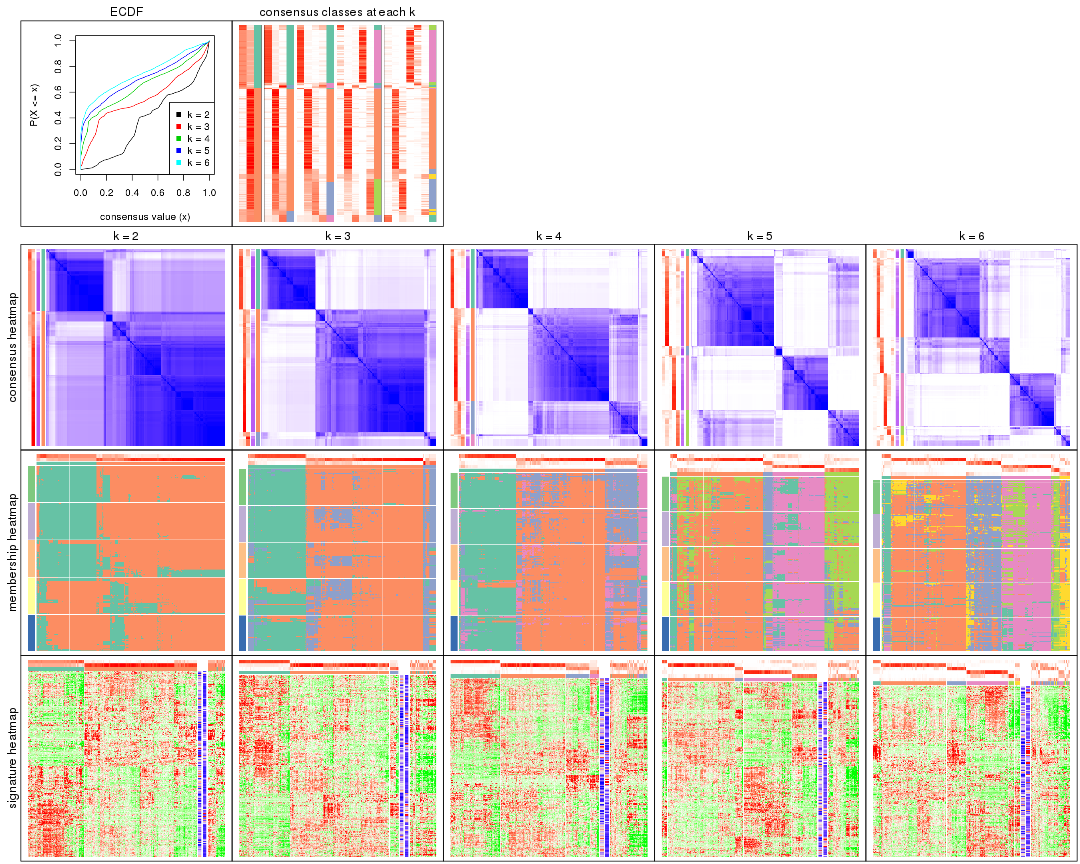 ECDF
consensus classes at each k
P(X <= x)
1.0
0.8
0.6
0.4
0.2
0.0
k = 2
k = 3
k = 4
k = 5
k = 6
0.0 0.2 0.4 0.6 0.8 1.0
consensus value (x)
k = 2
k = 3
k = 4
k = 5
k = 6
consensus heatmap
membership heatmap
signature heatmap